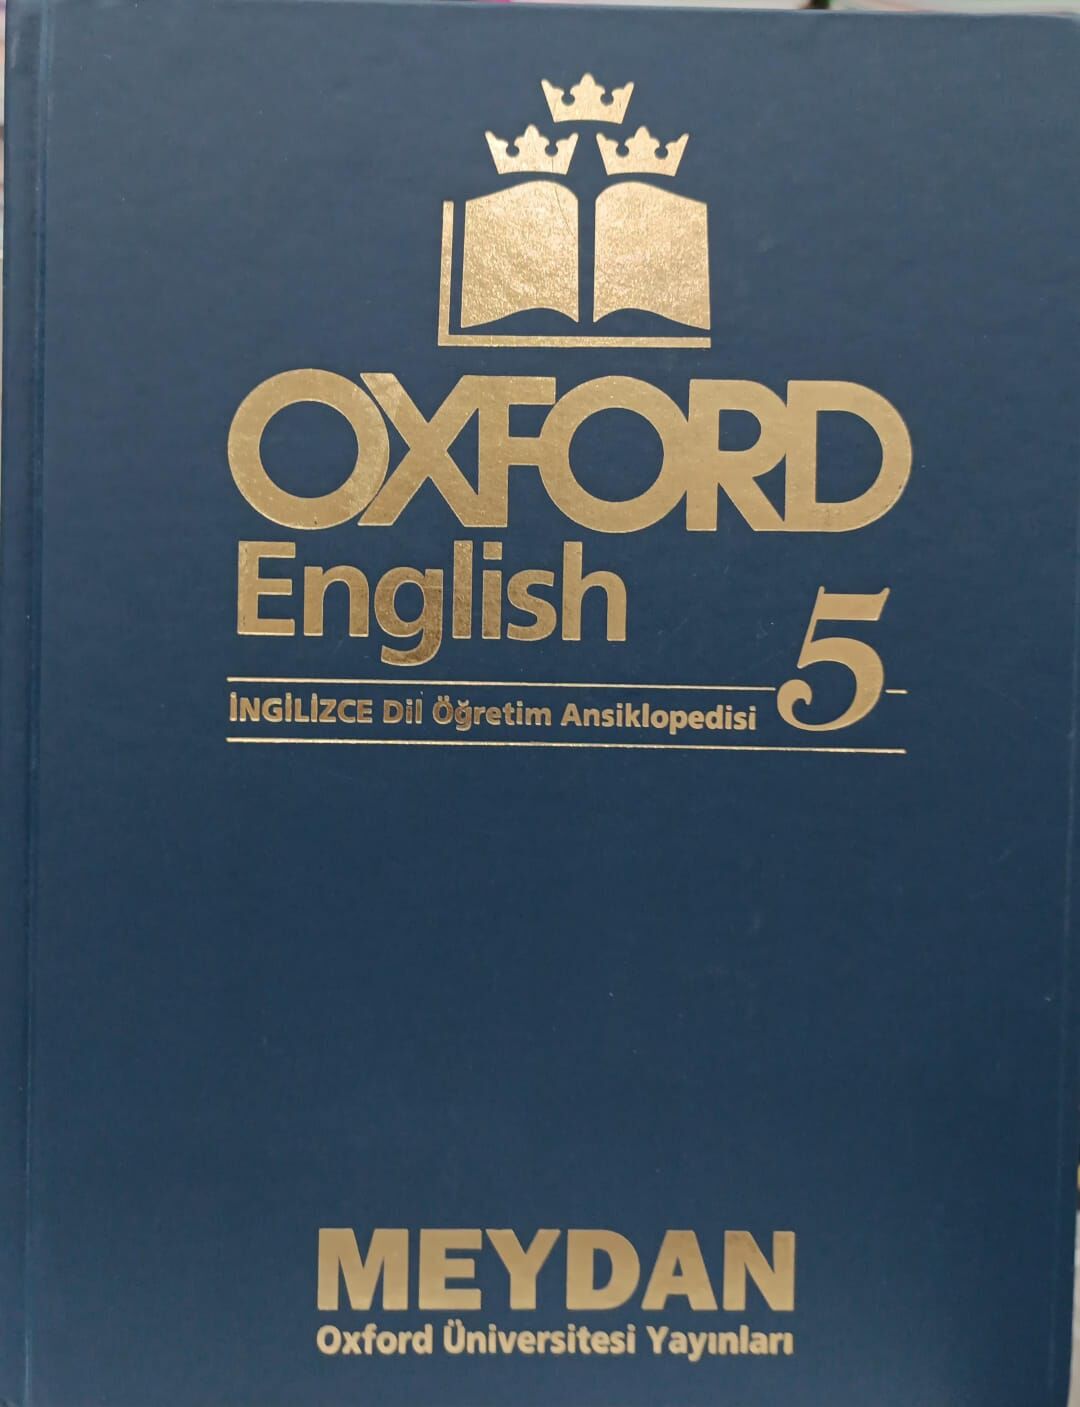 OXFORD
English
İNGİLİZCE Dil Öğretim Ansiklopedisi 5
MEYDAN
Oxford Üniversitesi Yayınları